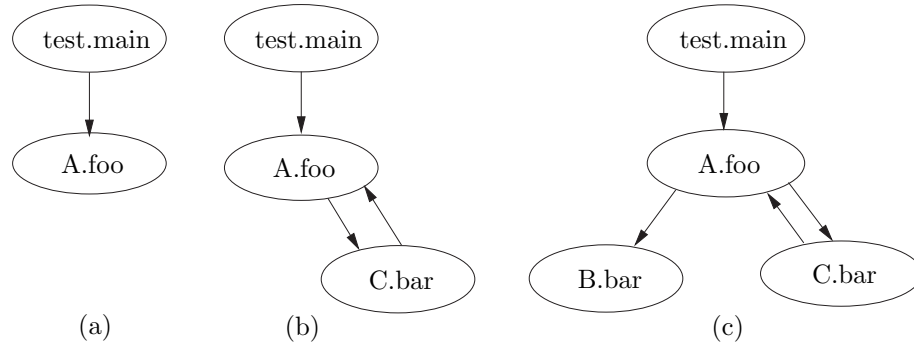 test.main
A.foo
(a)
test.main
A.foo
C.bar
(b)
test.main
A.foo
B.bar
C.bar
(c)